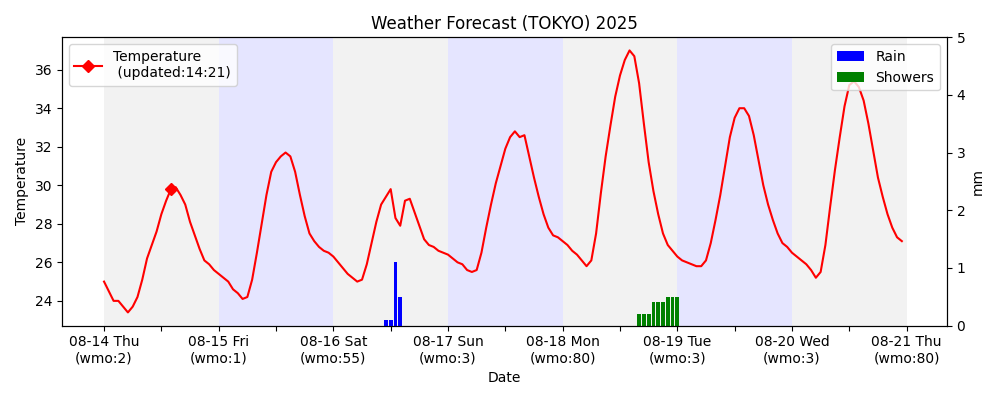 Weather Forecast (TOKYO) 2025
Temperature
(updated:14:21)
Rain
Showers
Temperature
36
34
32
30
28
26
24
5
4
3
2
1
0
mm
08-14 Thu
(wmo:2)
08-15 Fri
(wmo:1)
08-16 Sat
(wmo:55)
08-17 Sun
(wmo:3)
08-18 Mon
(wmo:80)
08-19 Tue
(wmo:3)
08-20 Wed
(wmo:3)
08-21 Thu
(wmo:80)
Date